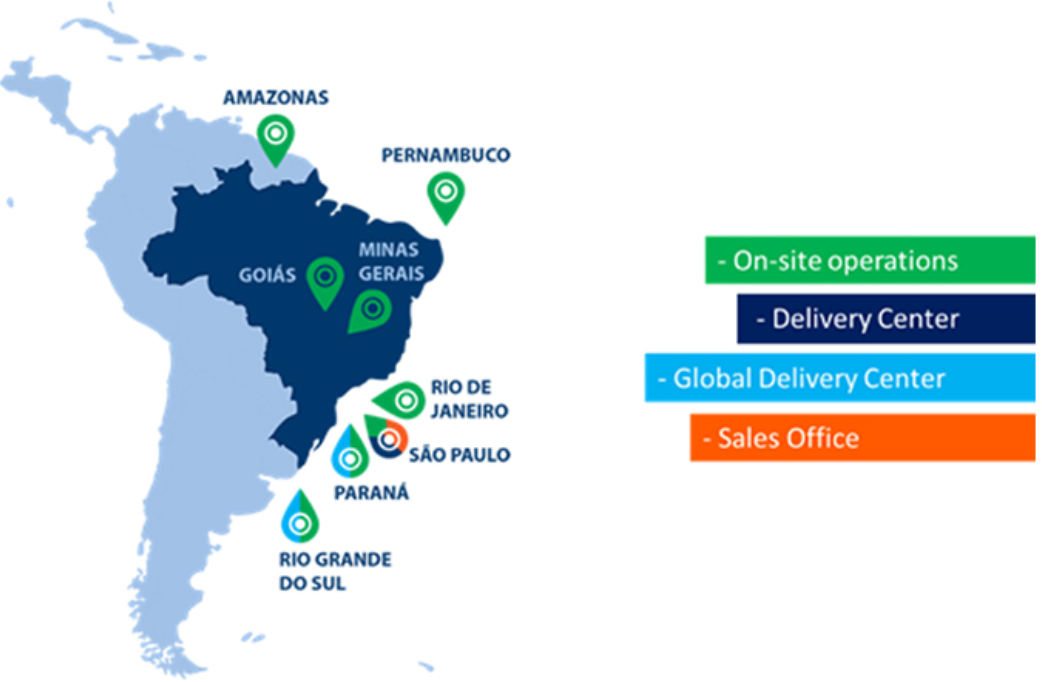 AMAZONAS
PERNAMBUCO
MINAS
GERAIS
GOIÁS
RIO DE
JANEIRO
SÃO PAULO
PARANÁ
RIO GRANDE
DO SUL
- On-site operations
- Delivery Center
- Global Delivery Center
- Sales Office